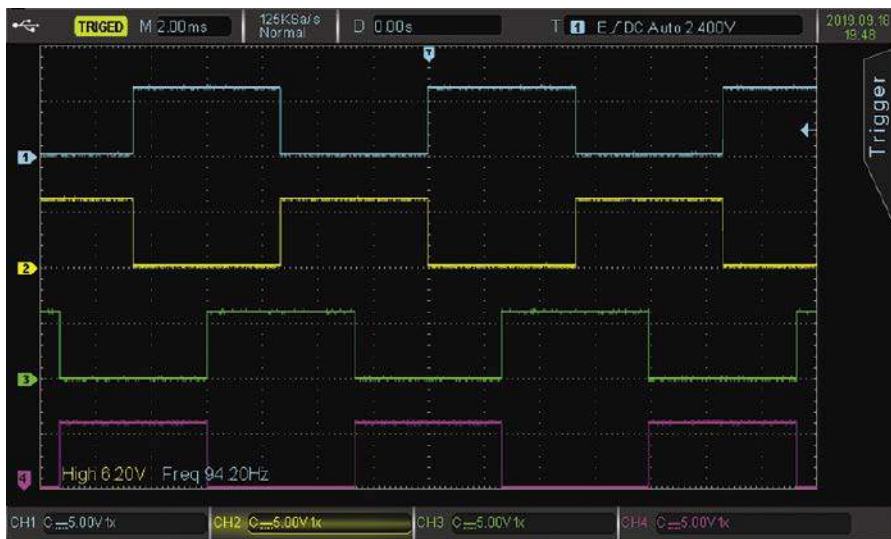 TRIGED M 2.00ms 125KSa/s Normal D 0.00s T 1 E DC Auto 2.400V 2019.09.18 19:48
T
Trigger
1
2
3
4
High 6.20V Freq 94.20Hz
CH1 5.00V 1x CH2 5.00V 1x CH3 5.00V 1x CH4 5.00V 1x